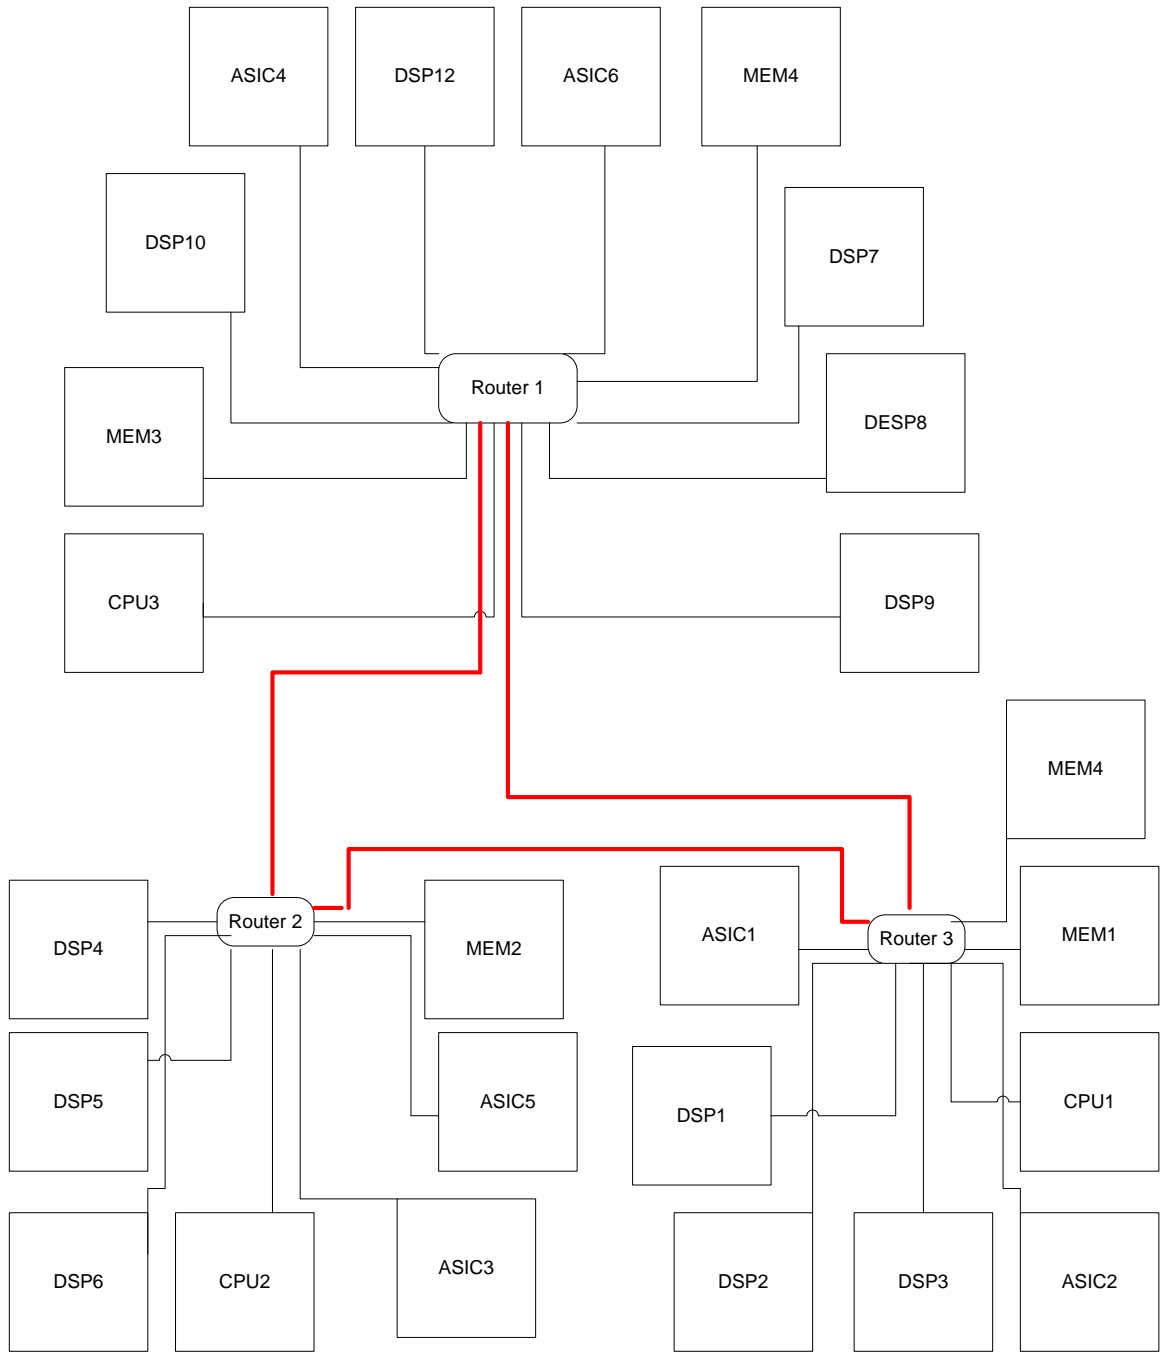 ASIC4
DSP12
ASIC6
MEM4
DSP10
DSP7
Router 1
MEM3
DESP8
CPU3
DSP9
MEM4
Router 2
Router 3
DSP4
MEM2
ASIC1
MEM1
DSP5
ASIC5
DSP1
CPU1
DSP6
CPU2
ASIC3
DSP2
DSP3
ASIC2